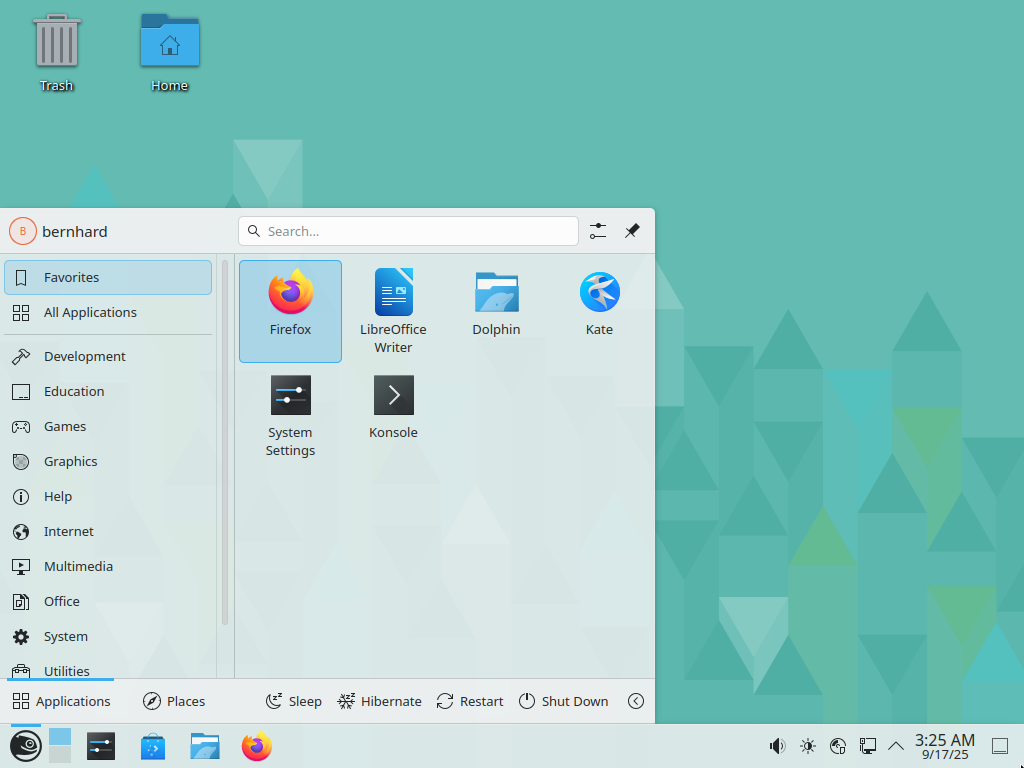 Trash
Home
B
bernhard
Search...
Favorites
All Applications
Development
Education
Games
Graphics
Help
Internet
Multimedia
Office
System
Utilities
Firefox
LibreOffice
Writer
Dolphin
Kate
System
Settings
Konsole
Applications
Places
Sleep
Hibernate
Restart
Shut Down
3:25 AM
9/17/25